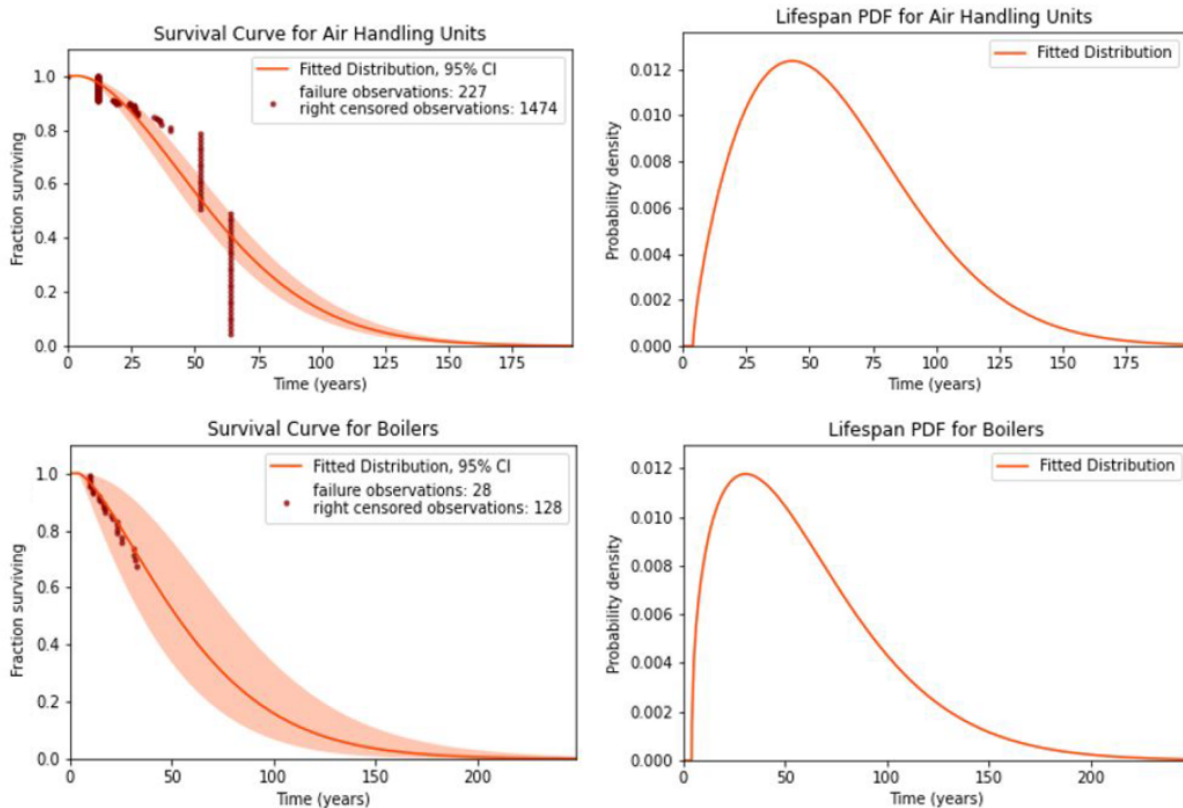 Survival Curve for Air Handling Units
Fitted Distribution, 95% CI
failure observations: 227
right censored observations: 1474
Fraction surviving
1.0
0.8
0.6
0.4
0.2
0.0
0 25 50 75 100 125 150 175
Time (years)
Lifespan PDF for Air Handling Units
Fitted Distribution
Probability density
0.012
0.010
0.008
0.006
0.004
0.002
0.000
0 25 50 75 100 125 150 175
Time (years)
Survival Curve for Boilers
Fitted Distribution, 95% CI
failure observations: 28
right censored observations: 128
Fraction surviving
1.0
0.8
0.6
0.4
0.2
0.0
0 50 100 150 200
Time (years)
Lifespan PDF for Boilers
Fitted Distribution
Probability density
0.012
0.010
0.008
0.006
0.004
0.002
0.000
0 50 100 150 200
Time (years)